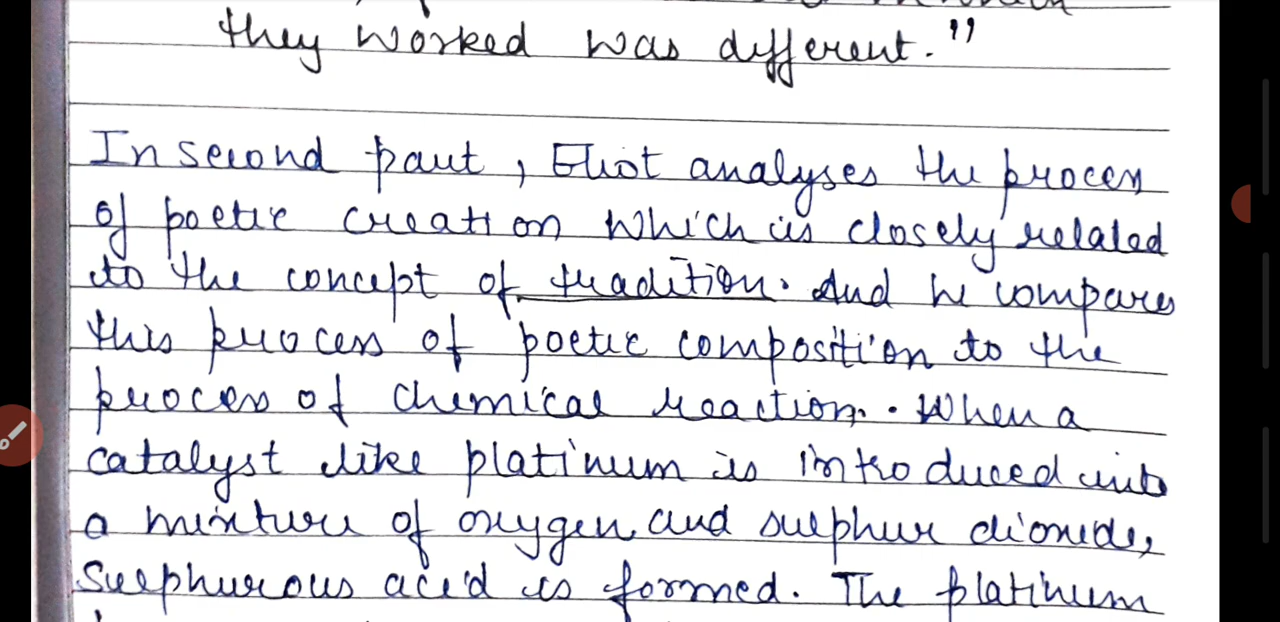 they worked was different."
In second part, Eliot analyses the process
of poetic creation which is closely related
to the concept of tradition. And he compares
this process of poetic composition to the
process of chemical reaction. When a
catalyst like platinum is introduced into
a mixture of oxygen and sulphur dioxide,
Sulphurous acid is formed. The platinum